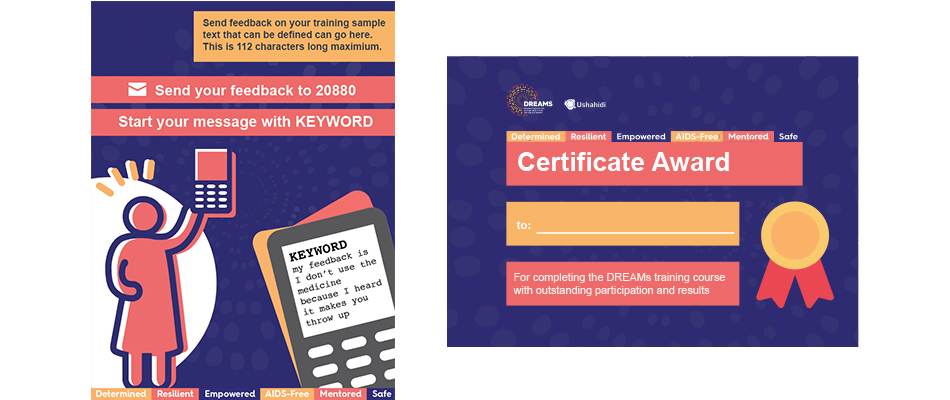 Send feedback on your training sample
text that can be defined can go here.
This is 112 characters long maximium.
Send your feedback to 20880
Start your message with KEYWORD
KEYWORD
my feedback is
I don't use the
medicine
because I heard
it makes you
throw up
Determined Resilient Empowered AIDS-Free Mentored Safe
DREAMS
Ushahidi
Determined Resilient Empowered AIDS-Free Mentored Safe
Certificate Award
to:
For completing the DREAMs training course
with outstanding participation and results